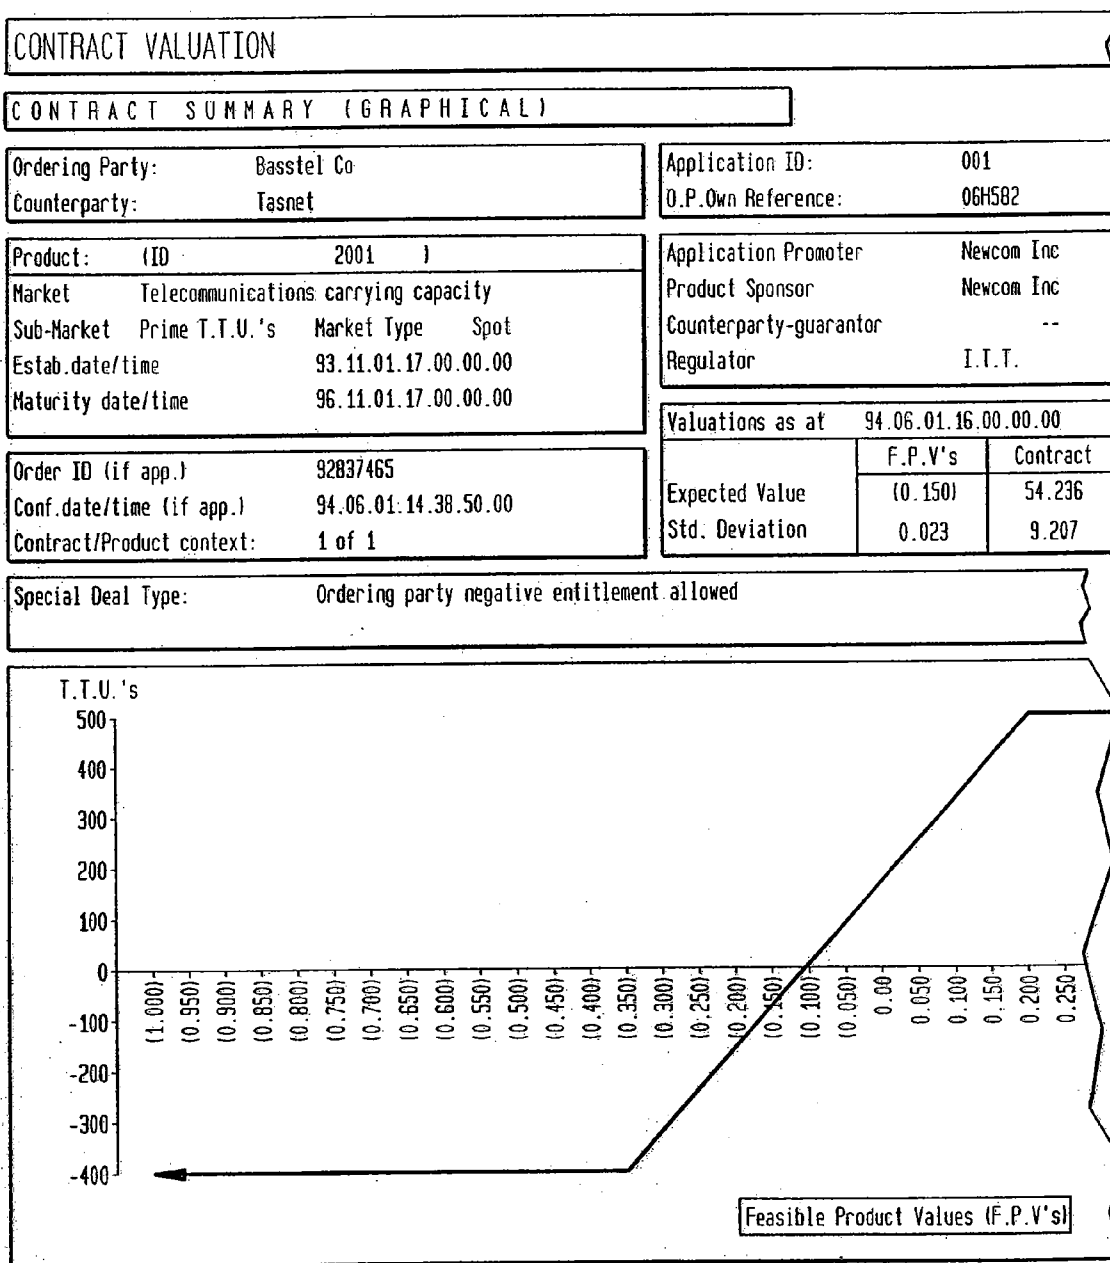 CONTRACT VALUATION
CONTRACT SUMMARY (GRAPHICAL)
Ordering Party: Basstel Co
Counterparty: Tasnet
Application ID: 001
O.P.Own Reference: 06H582
Product: (ID 2001 )
Market Telecommunications carrying capacity
Sub-Market Prime T.T.U.'s Market Type Spot
Estab.date/time 93.11.01.17.00.00.00
Maturity date/time 96.11.01.17.00.00.00
Application Promoter Newcom Inc
Product Sponsor Newcom Inc
Counterparty-guarantor --
Regulator I.T.T.
Order ID (if app.) 92837465
Conf.date/time (if app.) 94.06.01.14.38.50.00
Contract/Product context: 1 of 1
Valuations as at 94.06.01.16.00.00.00
F.P.V's Contract
Expected Value (0.150) 54.236
Std. Deviation 0.023 9.207
Special Deal Type: Ordering party negative entitlement allowed
T.T.U.'s
500
400
300
200
100
0
-100
-200
-300
-400
(1.000) (0.950) (0.900) (0.850) (0.800) (0.750) (0.700) (0.650) (0.600) (0.550) (0.500) (0.450) (0.400) (0.350) (0.300) (0.250) (0.200) (0.150) (0.100) (0.050) 0.00 0.050 0.100 0.150 0.200 0.250
Feasible Product Values (F.P.V's)